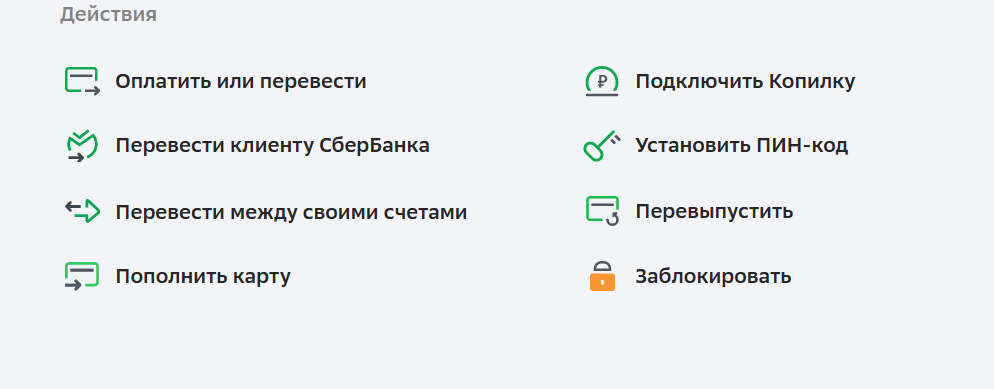 Действия
Оплатить или перевести
Подключить Копилку
Перевести клиенту СберБанка
Установить ПИН-код
Перевести между своими счетами
Перевыпустить
Пополнить карту
Заблокировать